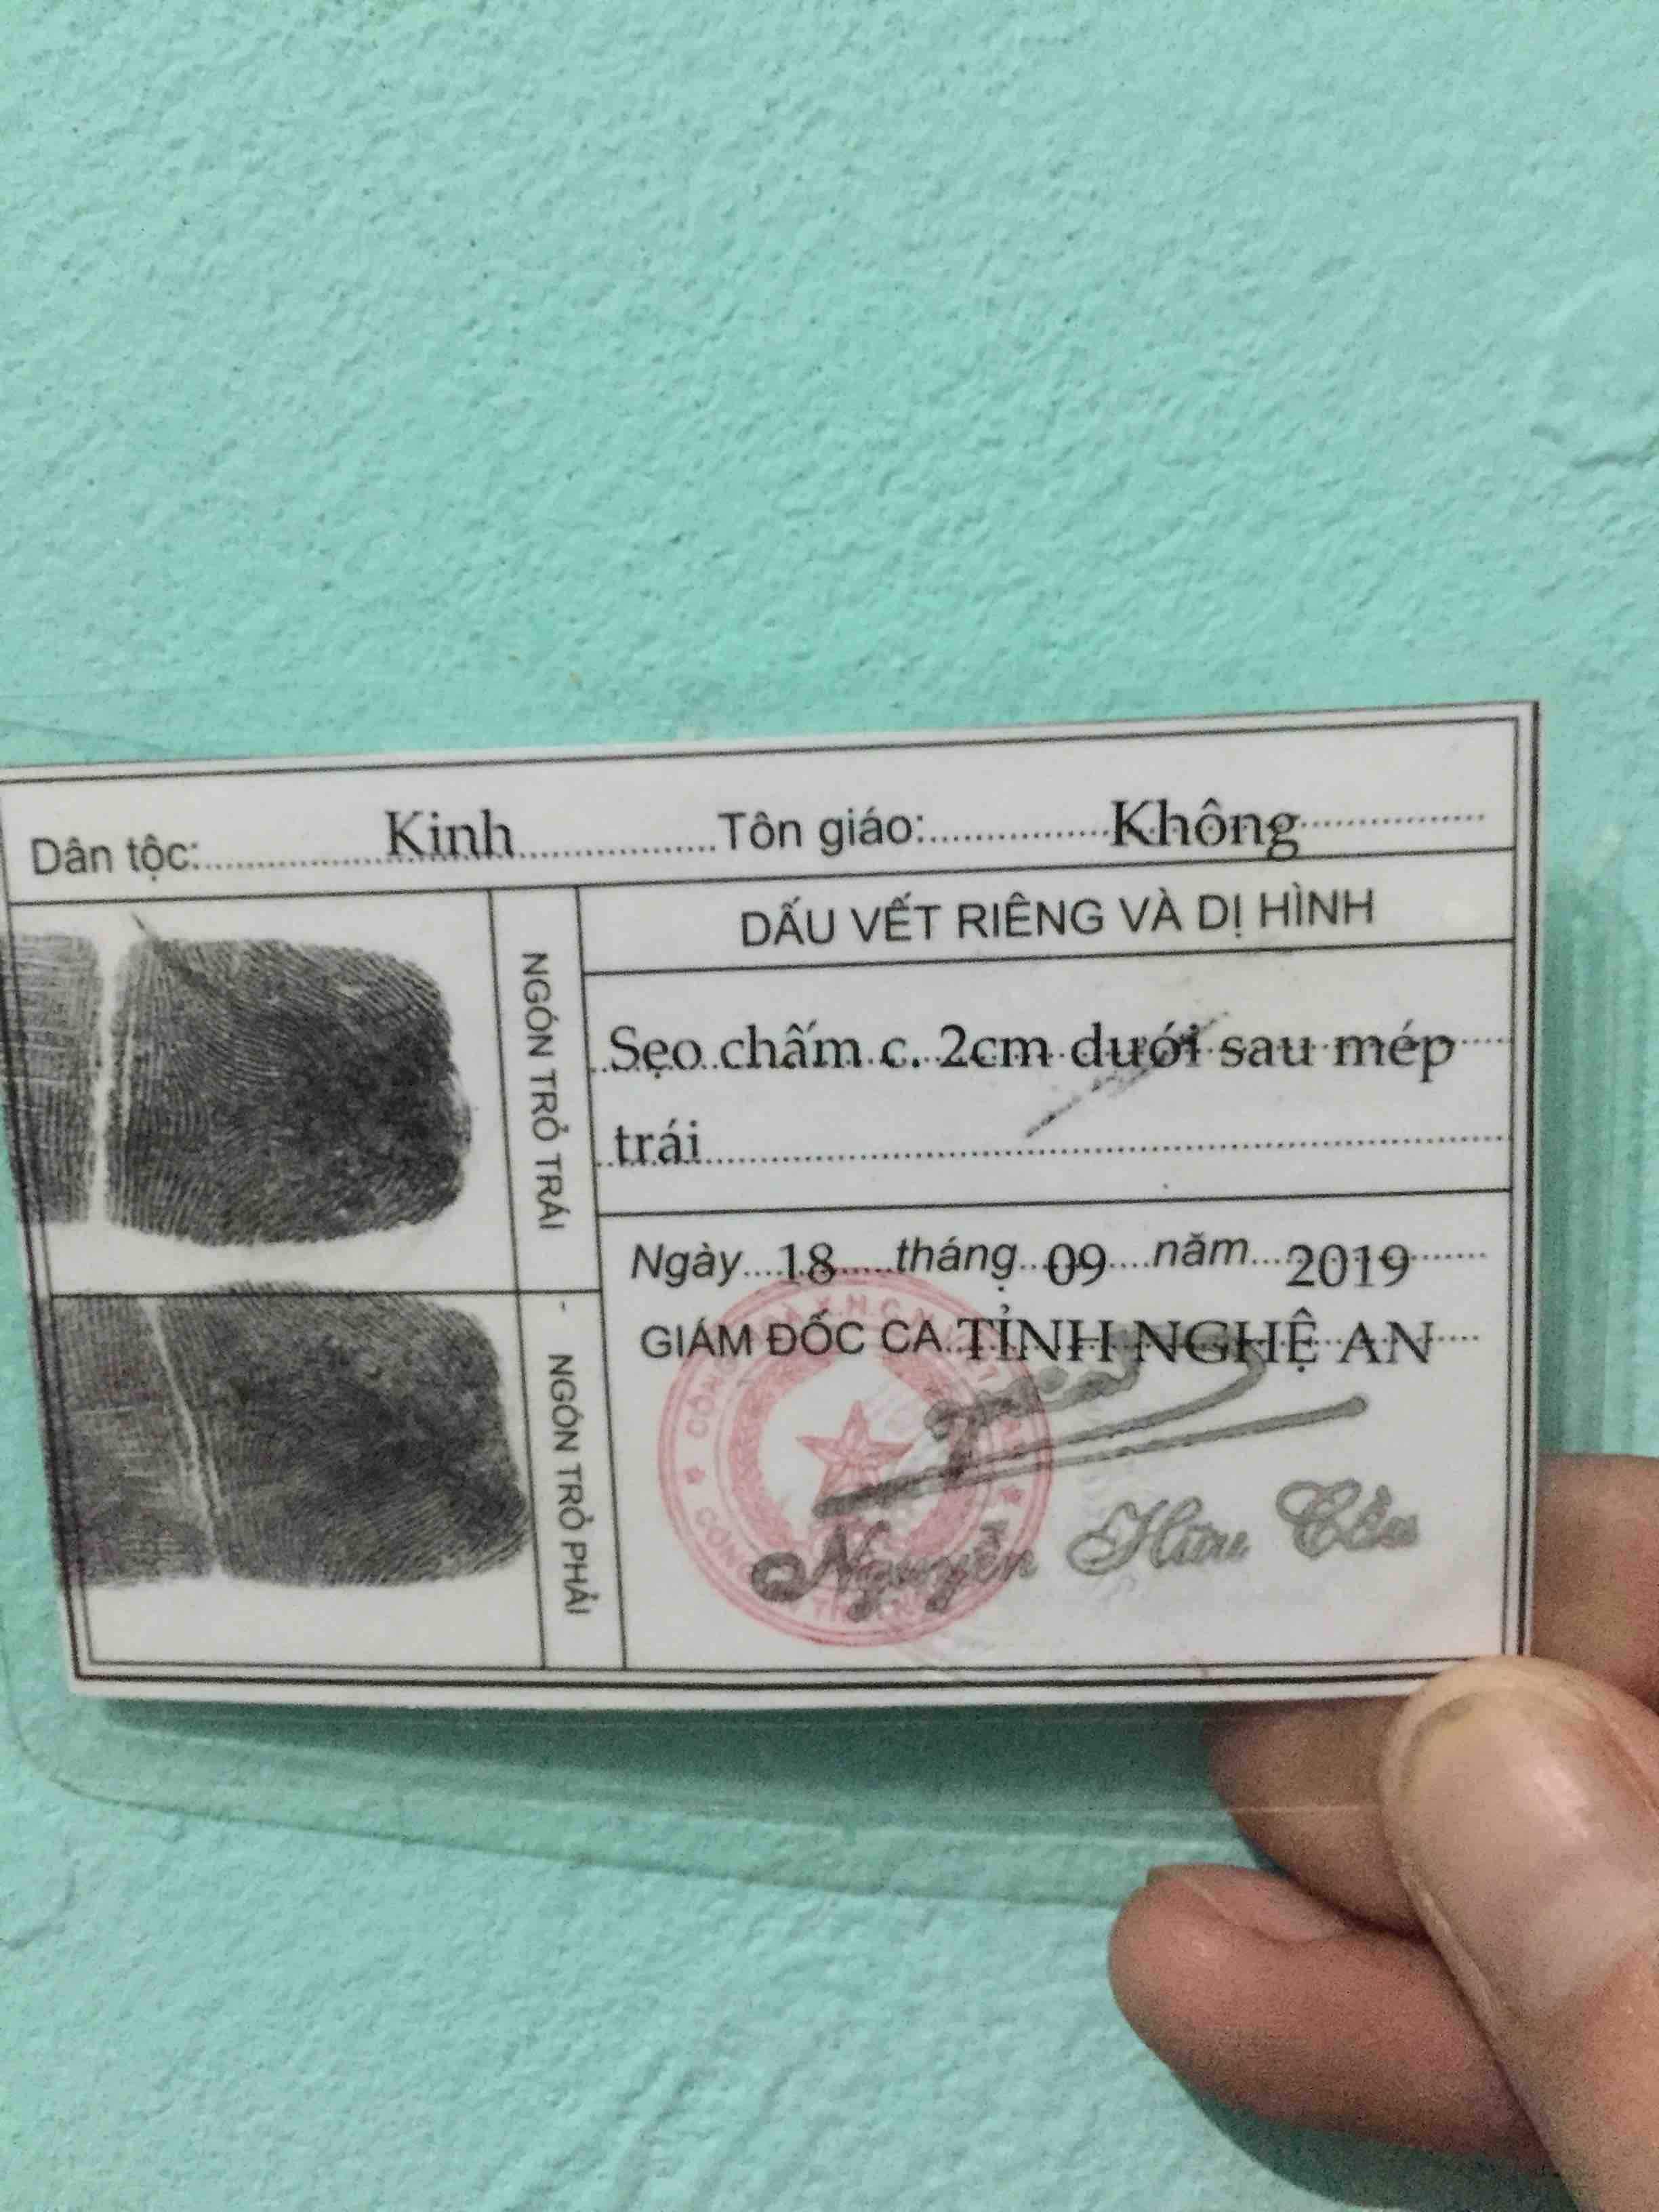 Dân tộc: Kinh Tôn giáo: Không
NGÓN TRỎ TRÁI
DẤU VẾT RIÊNG VÀ DỊ HÌNH
Sẹo chấm c. 2cm dưới sau mép
trái
NGÓN TRỎ PHẢI
Ngày 18 tháng 09 năm 2019
GIÁM ĐỐC CA TỈNH NGHỆ AN
Nguyễn Hữu Cầu